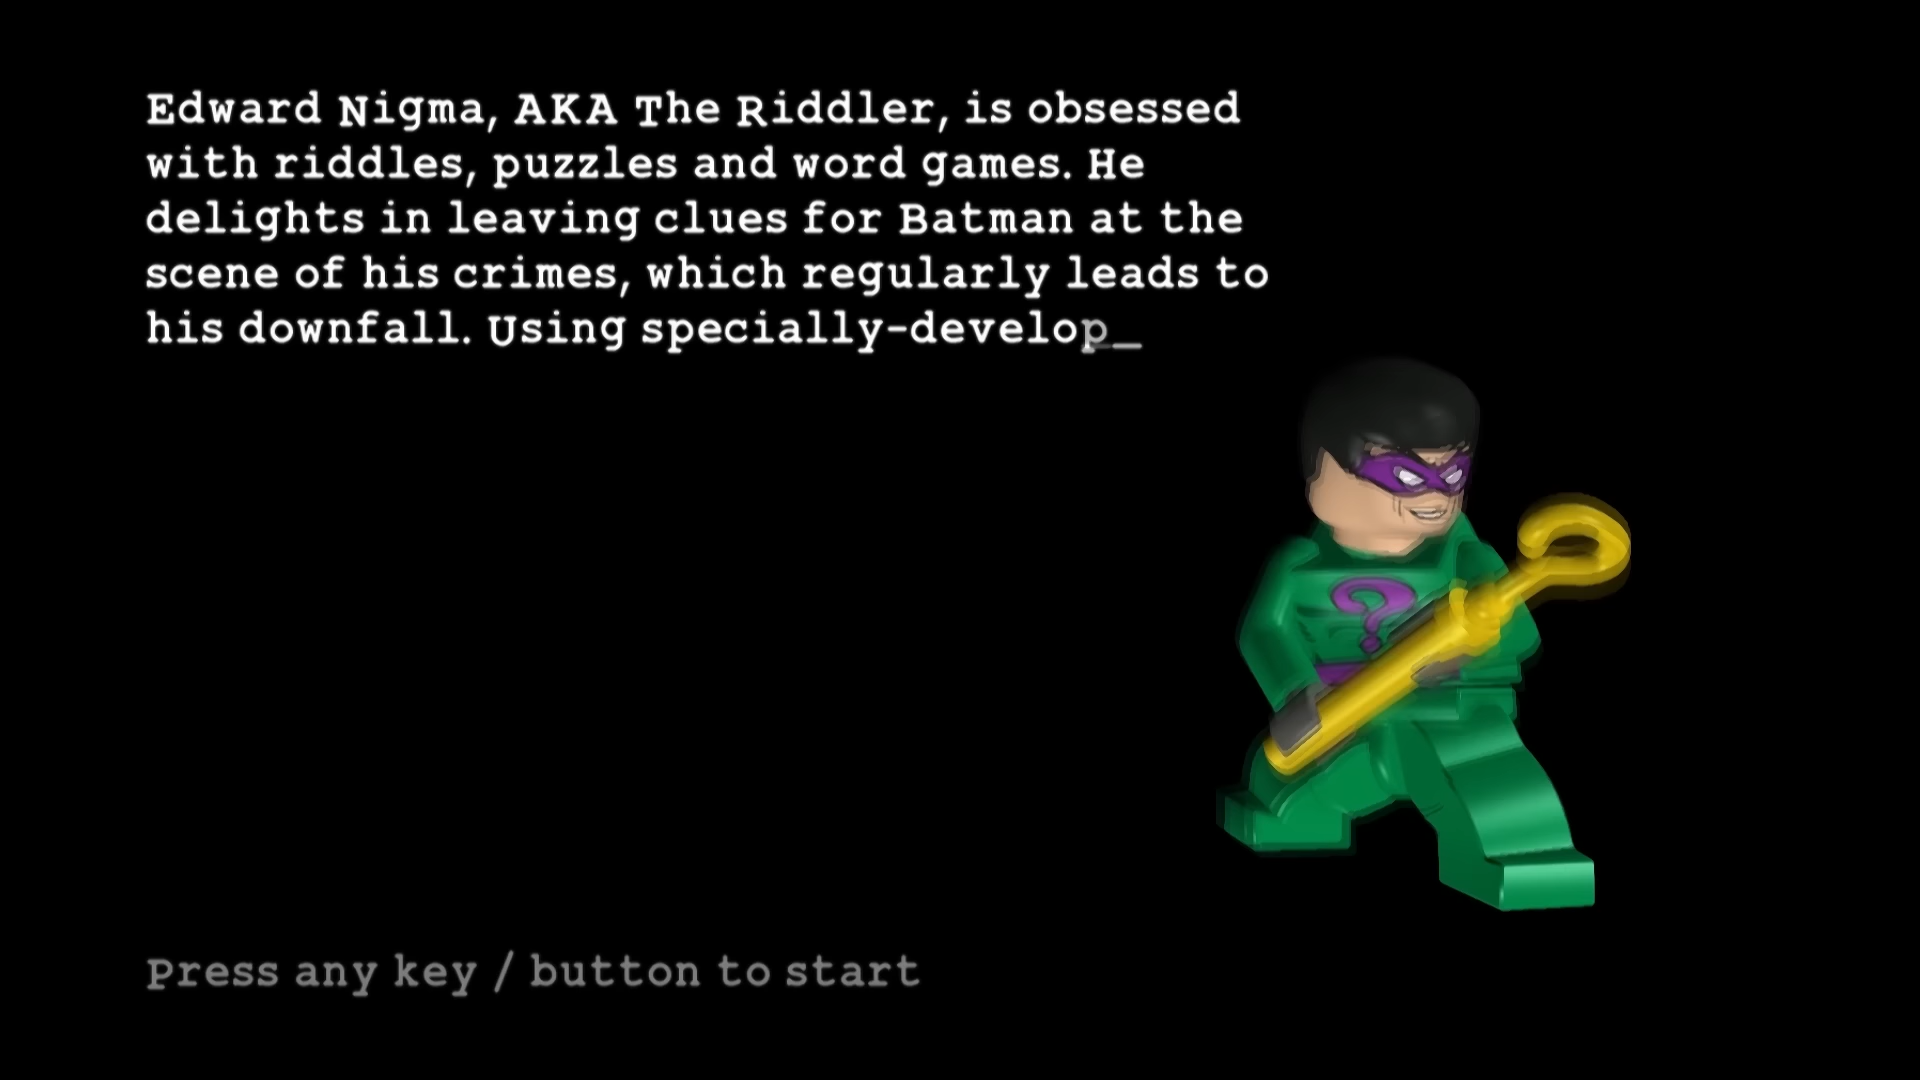 Edward Nigma, AKA The Riddler, is obsessed
with riddles, puzzles and word games. He
delights in leaving clues for Batman at the
scene of his crimes, which regularly leads to
his downfall. Using specially-develop_
?
Press any key / button to start